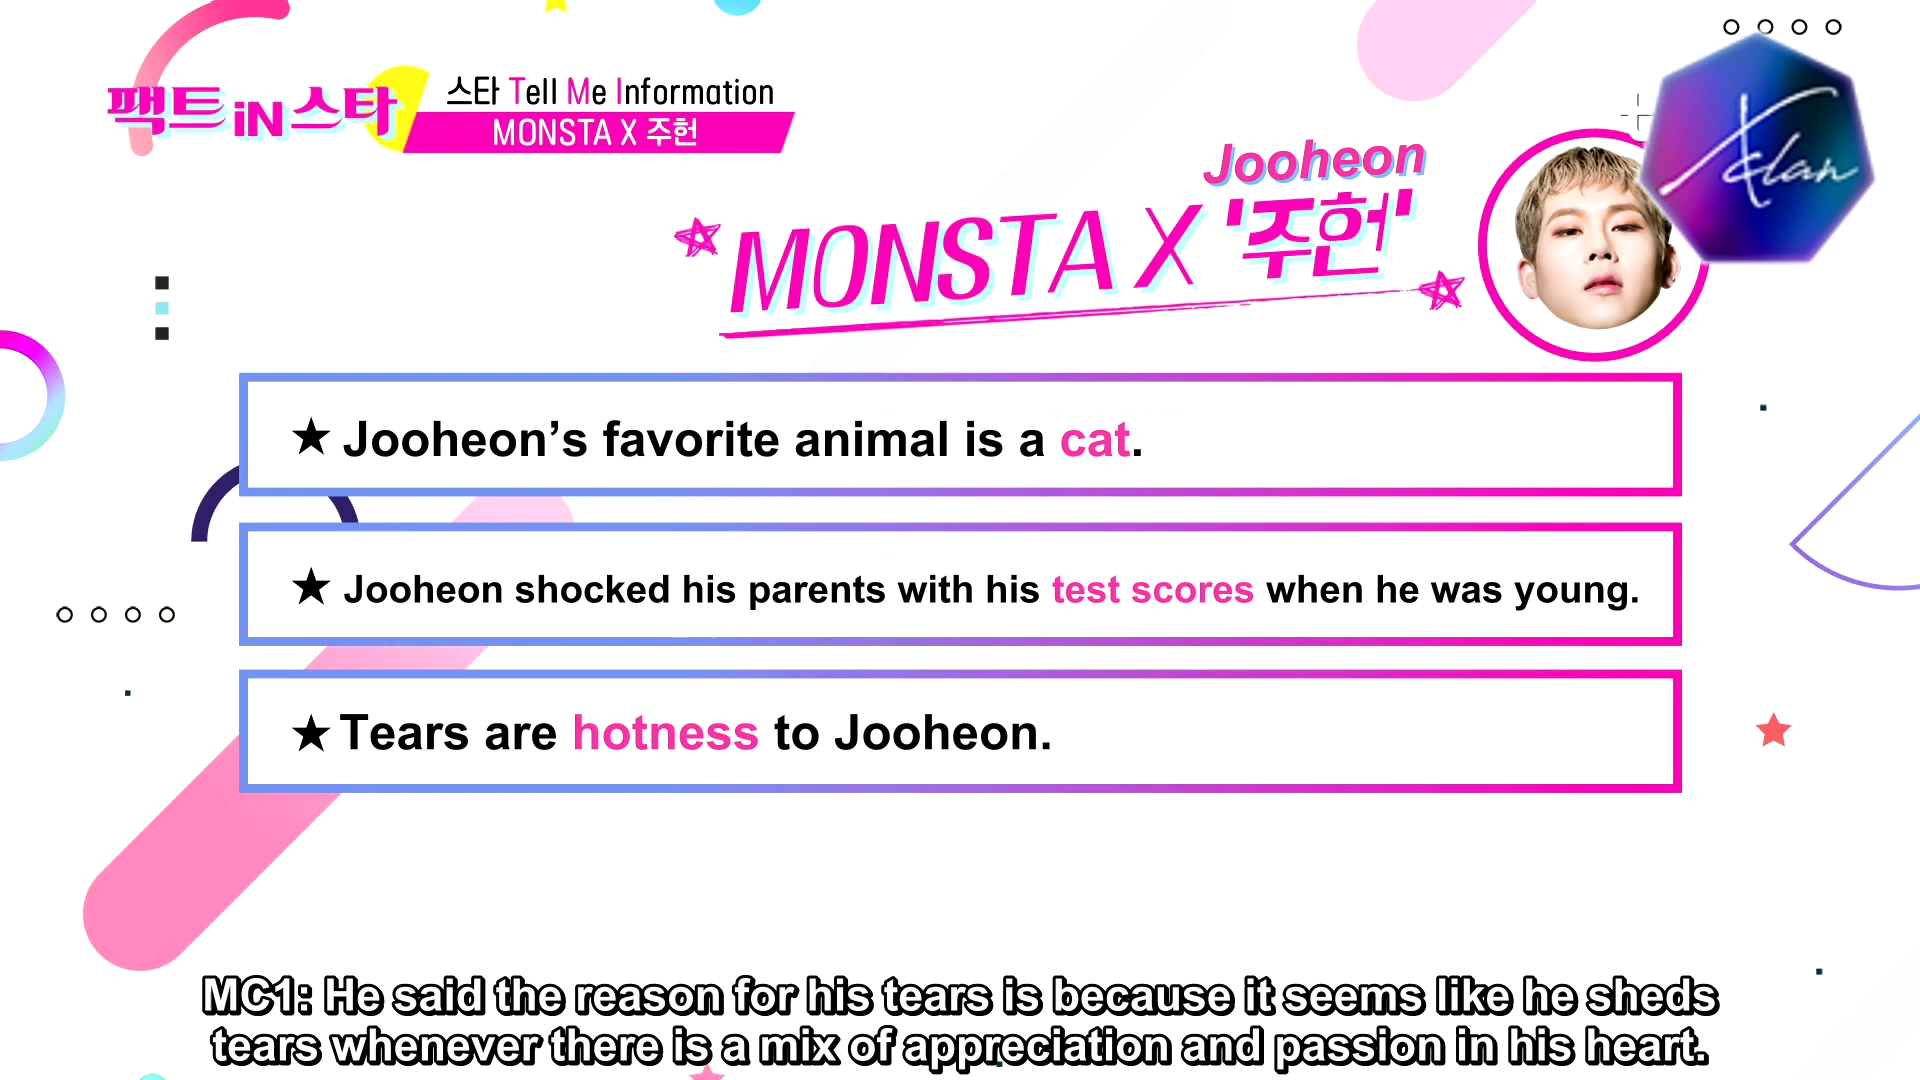 팩트 iN 스타
스타 Tell Me Information
MONSTA X 주헌
Xclan
Jooheon
MONSTA X '주헌'
★ Jooheon’s favorite animal is a cat.
★ Jooheon shocked his parents with his test scores when he was young.
★ Tears are hotness to Jooheon.
MC1: He said the reason for his tears is because it seems like he sheds
tears whenever there is a mix of appreciation and passion in his heart.